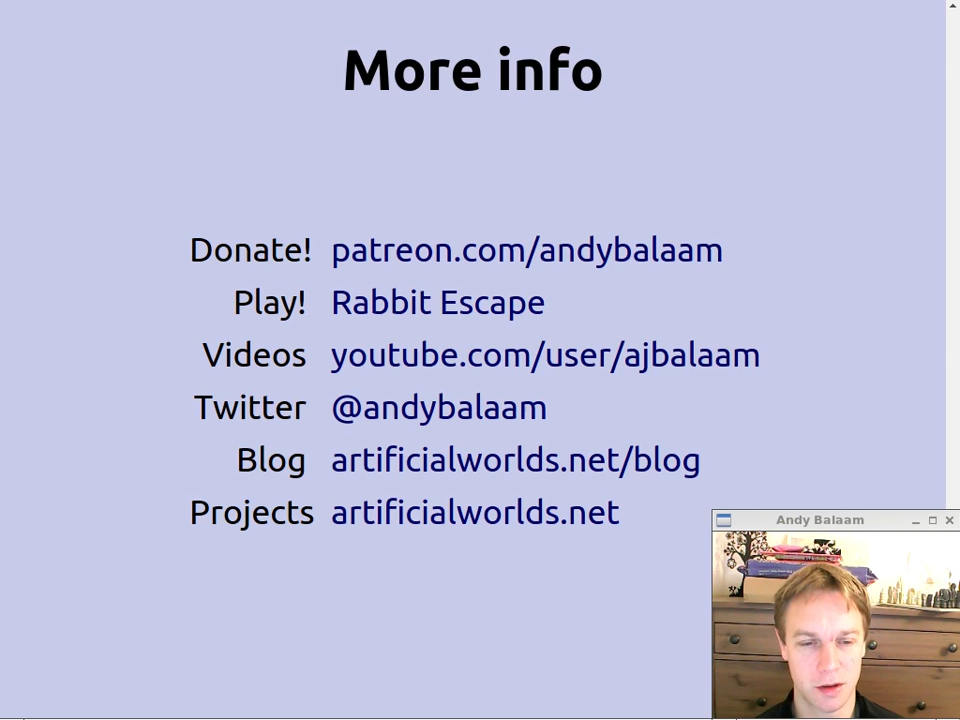 More info
Donate! patreon.com/andybalaam
Play! Rabbit Escape
Videos youtube.com/user/ajbalaam
Twitter @andybalaam
Blog artificialworlds.net/blog
Projects artificialworlds.net
Andy Balaam